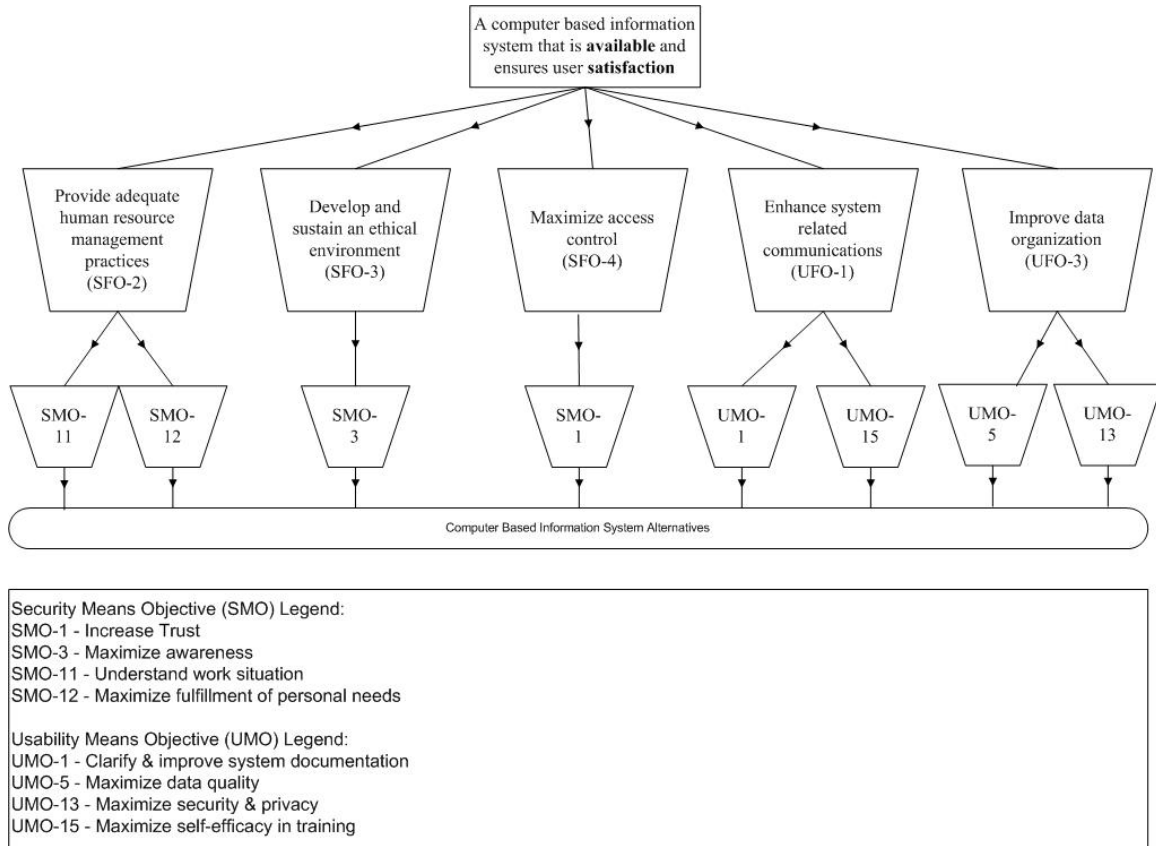 A computer based information
system that is available and
ensures user satisfaction
Provide adequate
human resource
management
practices
(SFO-2)
Develop and
sustain an ethical
environment
(SFO-3)
Maximize access
control
(SFO-4)
Enhance system
related
communications
(UFO-1)
Improve data
organization
(UFO-3)
SMO-
11
SMO-
12
SMO-
3
SMO-
1
UMO-
1
UMO-
15
UMO-
5
UMO-
13
Computer Based Information System Alternatives
Security Means Objective (SMO) Legend:
SMO-1 - Increase Trust
SMO-3 - Maximize awareness
SMO-11 - Understand work situation
SMO-12 - Maximize fulfillment of personal needs
Usability Means Objective (UMO) Legend:
UMO-1 - Clarify & improve system documentation
UMO-5 - Maximize data quality
UMO-13 - Maximize security & privacy
UMO-15 - Maximize self-efficacy in training